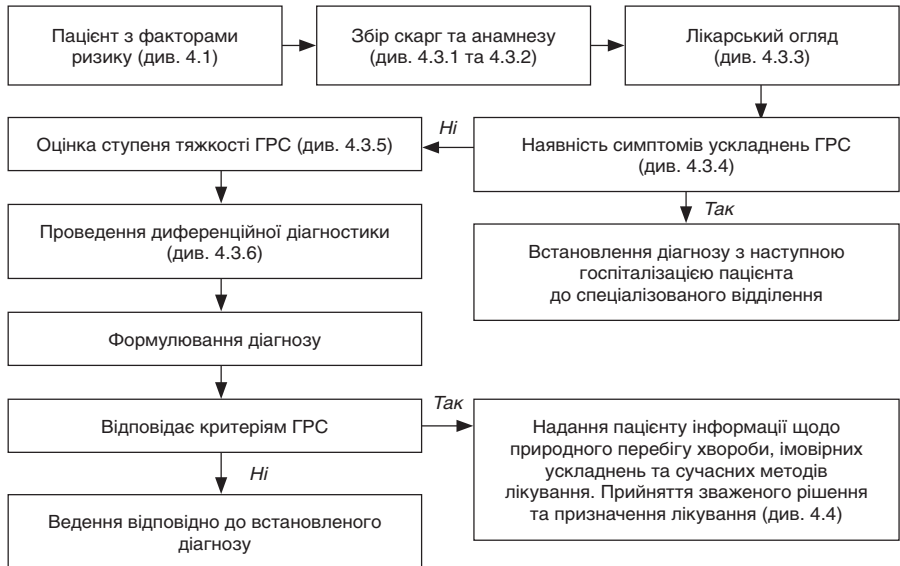 Пацієнт з факторами
ризику (див. 4.1)
Збір скарг та анамнезу
(див. 4.3.1 та 4.3.2)
Лікарський огляд
(див. 4.3.3)
Наявність симптомів ускладнень ГРС
(див. 4.3.4)
Ні
Оцінка ступеня тяжкості ГРС (див. 4.3.5)
Так
Встановлення діагнозу з наступною
госпіталізацією пацієнта
до спеціалізованого відділення
Проведення диференційної діагностики
(див. 4.3.6)
Формулювання діагнозу
Відповідає критеріям ГРС
Так
Надання пацієнту інформації щодо
природного перебігу хвороби, імовірних
ускладнень та сучасних методів
лікування. Прийняття зваженого рішення
та призначення лікування (див. 4.4)
Ні
Ведення відповідно до встановленого
діагнозу